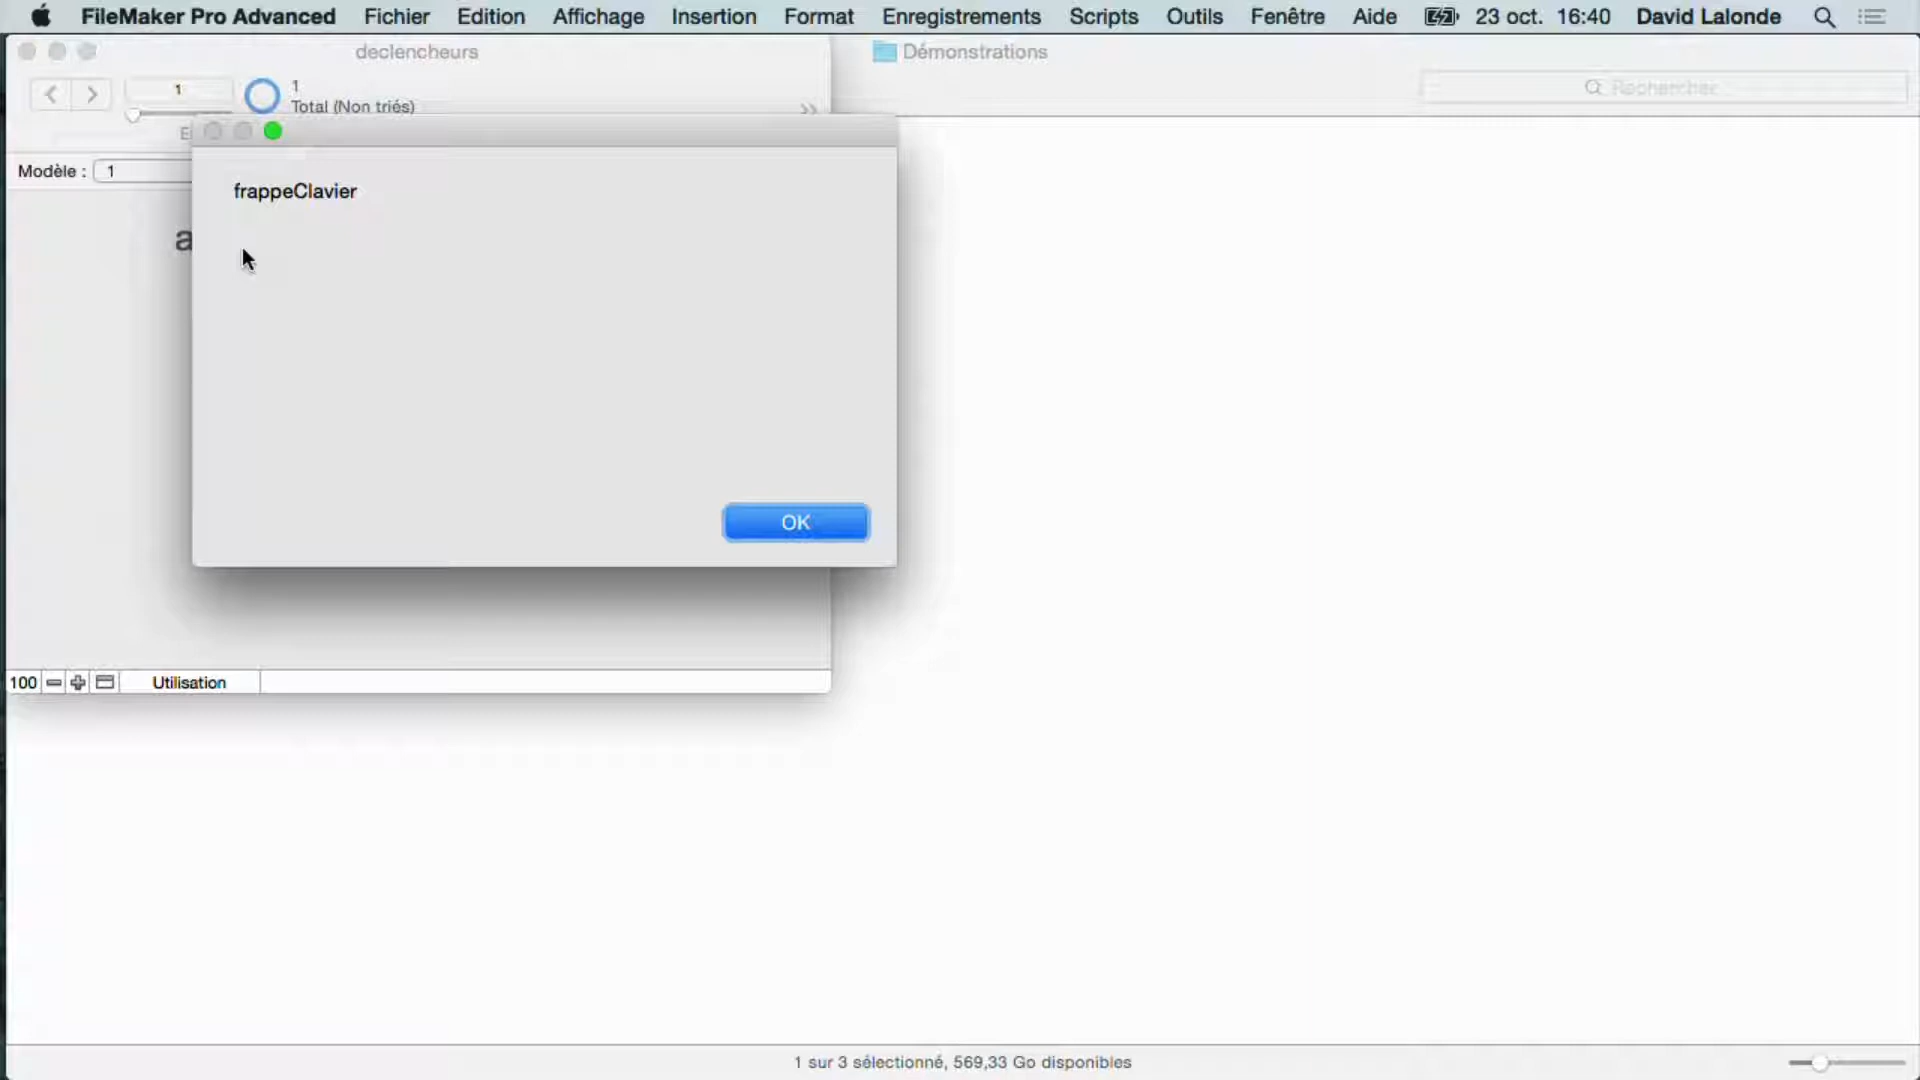 FileMaker Pro Advanced Fichier Edition Affichage Insertion Format Enregistrements Scripts Outils Fenêtre Aide 23 oct. 16:40 David Lalonde
declencheurs
Démonstrations
1
1
Total (Non triés)
Rechercher
E
Modèle : 1
frappeClavier
a
OK
100 Utilisation
1 sur 3 sélectionné, 569,33 Go disponibles